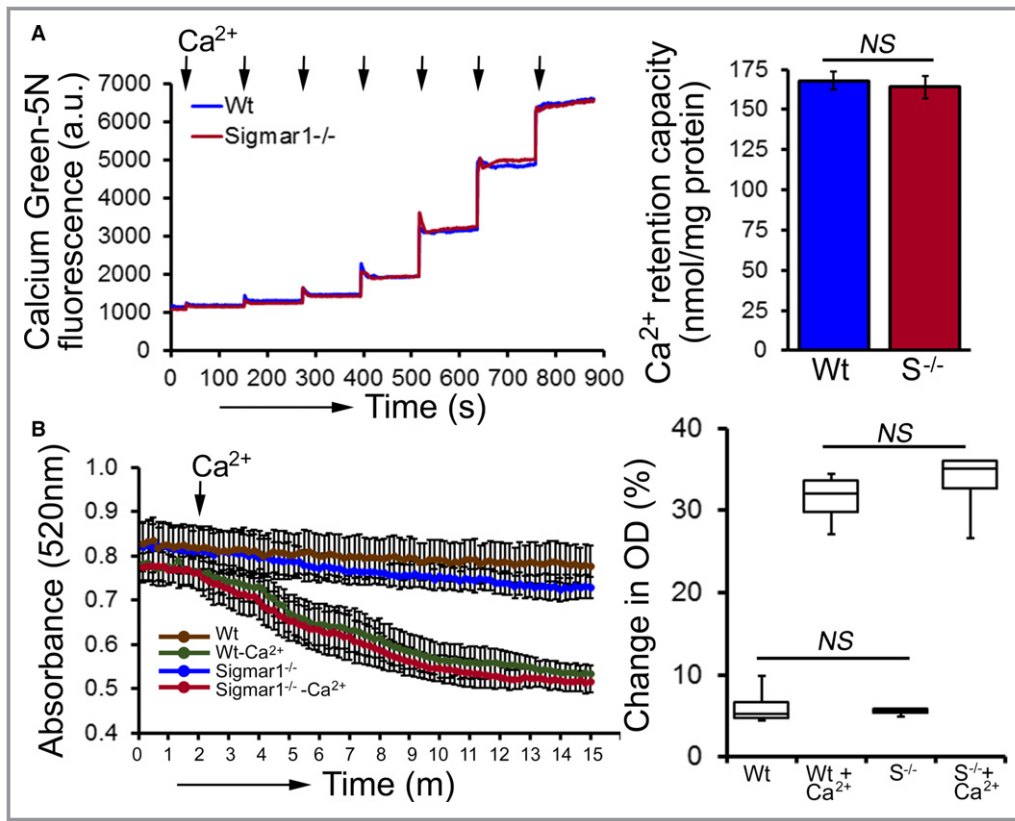 A
Ca²⁺
Calcium Green-5N
fluorescence (a.u.)
7000
6000
5000
4000
3000
2000
1000
0
Wt
Sigmar1-/-
0 100 200 300 400 500 600 700 800 900
Time (s)
Ca²⁺ retention capacity
(nmol/mg protein)
175
150
125
100
75
50
25
0
NS
Wt S⁻/⁻
B
Absorbance (520nm)
1.0
0.9
0.8
0.7
0.6
0.5
0.4
Ca²⁺
Wt
Wt-Ca²⁺
Sigmar1⁻/⁻
Sigmar1⁻/⁻ -Ca²⁺
0 1 2 3 4 5 6 7 8 9 10 11 12 13 14 15
Time (m)
Change in OD (%)
40
30
20
10
0
NS
NS
Wt Wt + S⁻/⁻ S⁻/⁻+
Ca²⁺ Ca²⁺